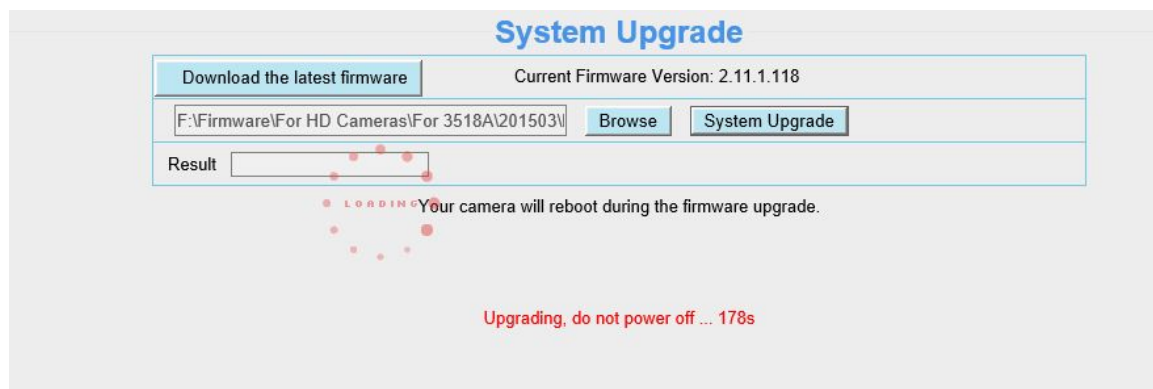 System Upgrade
Download the latest firmware Current Firmware Version: 2.11.1.118
F:\Firmware\For HD Cameras\For 3518A\201503\ Browse System Upgrade
Result
LOADING
Your camera will reboot during the firmware upgrade.
Upgrading, do not power off ... 178s